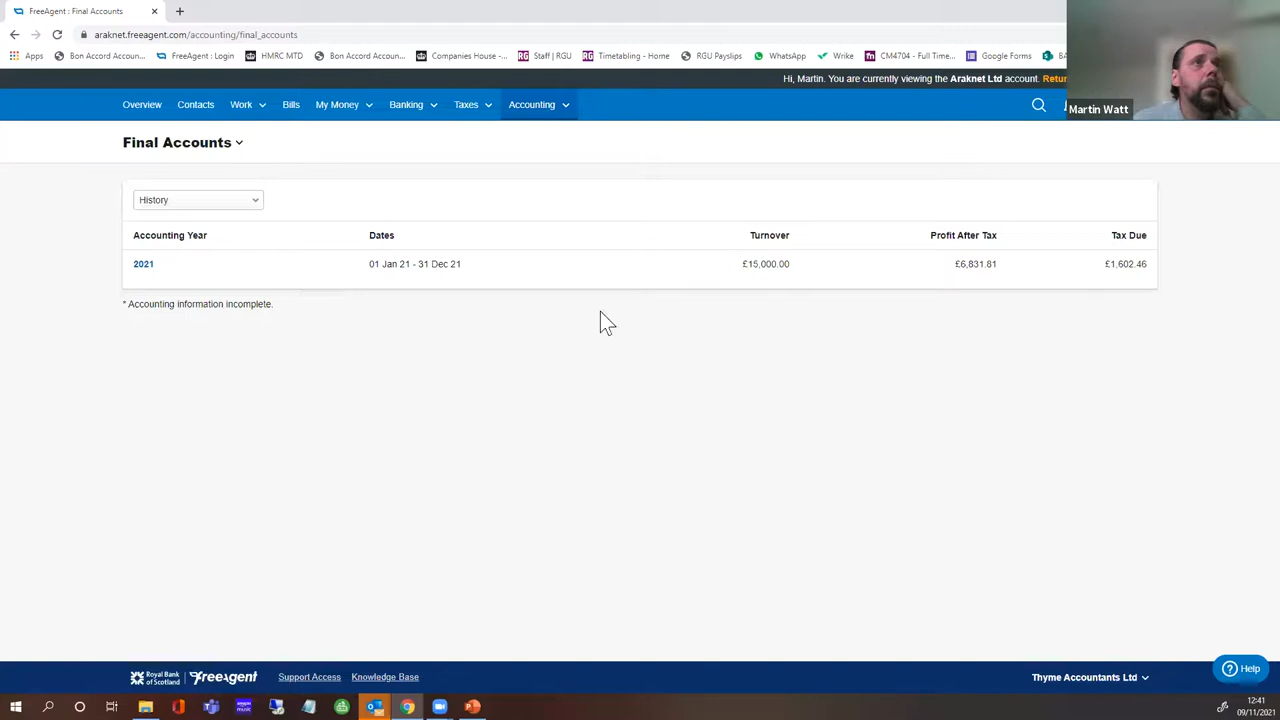 FreeAgent : Final Accounts
araknet.freeagent.com/accounting/final_accounts
Apps Bon Accord Accoun... FreeAgent : Login HMRC MTD Bon Accord Accoun... Companies House -... Staff | RGU Timetabling - Home RGU Payslips WhatsApp Wrike CM4704 - Full Time... Google Forms
Hi, Martin. You are currently viewing the Araknet Ltd account.
Overview Contacts Work Bills My Money Banking Taxes Accounting
Martin Watt
Final Accounts
History
Accounting Year Dates Turnover Profit After Tax Tax Due
2021 01 Jan 21 - 31 Dec 21 £15,000.00 £6,831.81 £1,602.46
* Accounting information incomplete.
Royal Bank of Scotland FreeAgent Support Access Knowledge Base Thyme Accountants Ltd
Help
12:41
09/11/2021